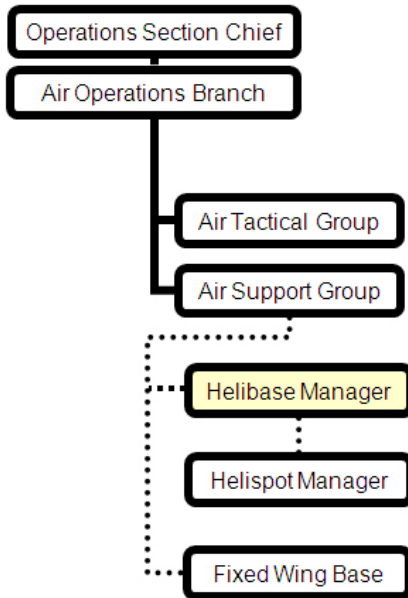 Operations Section Chief
Air Operations Branch
Air Tactical Group
Air Support Group
Helibase Manager
Helispot Manager
Fixed Wing Base